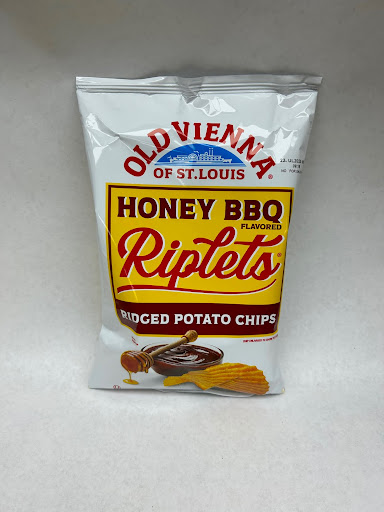 OLD VIENNA®
OF ST. LOUIS
HONEY BBQ
FLAVORED
Riplets®
RIDGED POTATO CHIPS